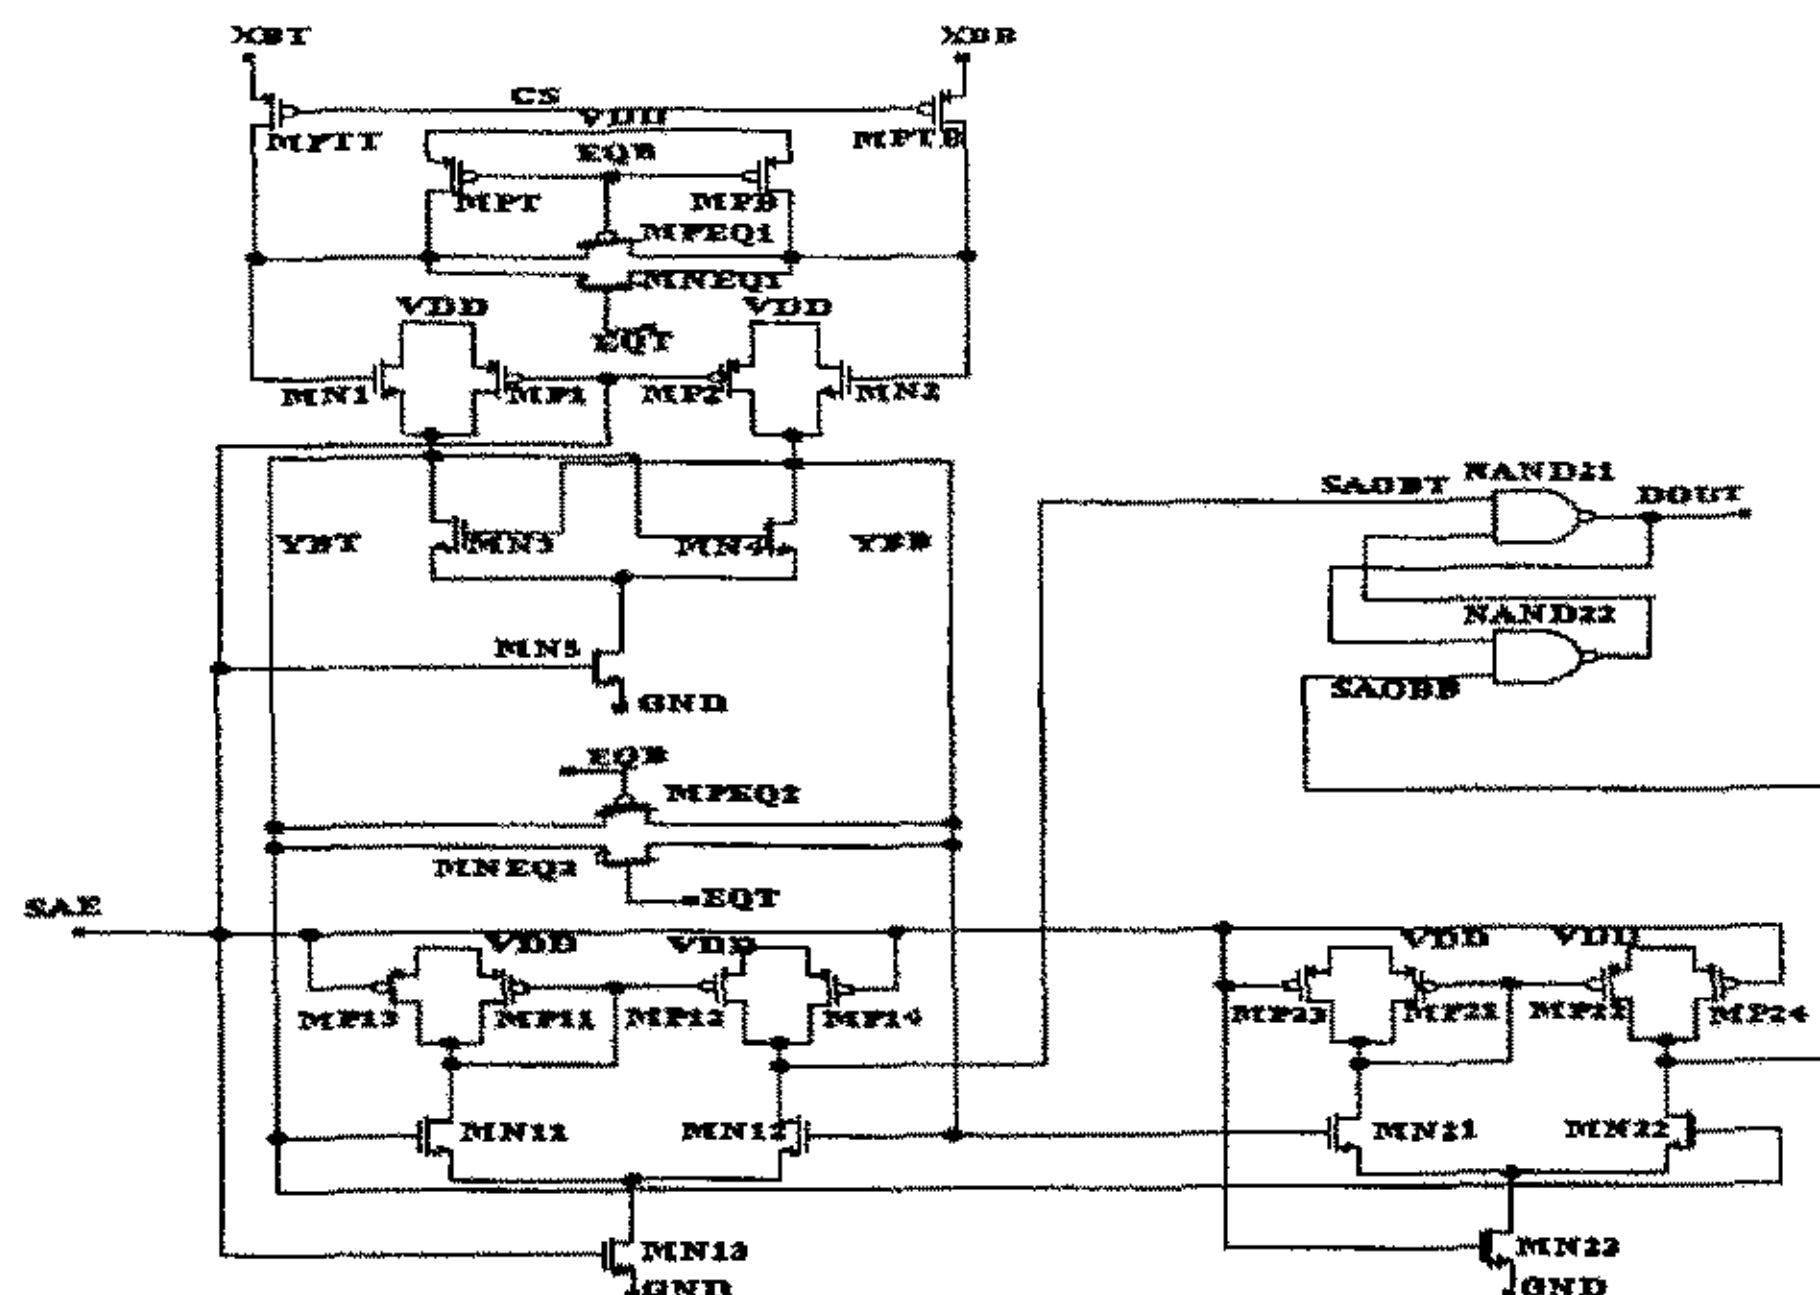 XBT XBB
CS
VDD
MPTT MPTB
EQB
MPT MPB
MPEQ1
MNEQ1
VDD VDD
EQT
MN1 MP1 MP2 MN2
SAOBT NAND21 DOUT
YBT MN3 MN4 YBB
NAND22
MN5
SAOBB
GND
EQB
MPEQ2
MNEQ2
EQT
SAE
VDD VDD VDD VDD
MP13 MP11 MP12 MP14 MP23 MP21 MP24
MN12 MN21 MN22
MN13 MN23
GND GND